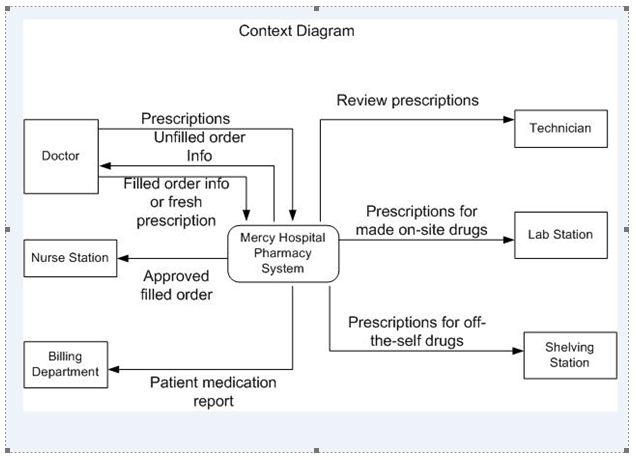 Context Diagram
Prescriptions
Unfilled order
Info
Doctor
Filled order info
or fresh
prescription
Review prescriptions
Technician
Prescriptions for
made on-site drugs
Lab Station
Mercy Hospital
Pharmacy
System
Nurse Station
Approved
filled order
Prescriptions for off-
the-self drugs
Shelving
Station
Billing
Department
Patient medication
report